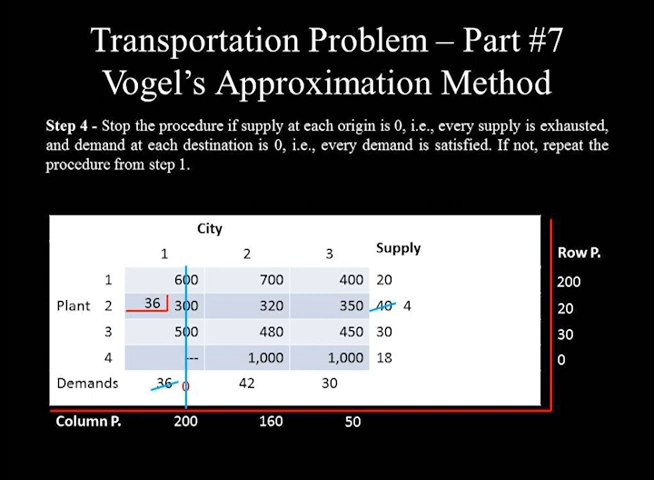 Transportation Problem – Part #7
Vogel's Approximation Method
Step 4 - Stop the procedure if supply at each origin is 0, i.e., every supply is exhausted,
and demand at each destination is 0, i.e., every demand is satisfied. If not, repeat the
procedure from step 1.
City
1 2 3 Supply Row P.
1 600 700 400 20 200
Plant 2 36 300 320 350 40 4 20
3 500 480 450 30 30
4 --- 1,000 1,000 18 0
Demands 36 0 42 30
Column P. 200 160 50